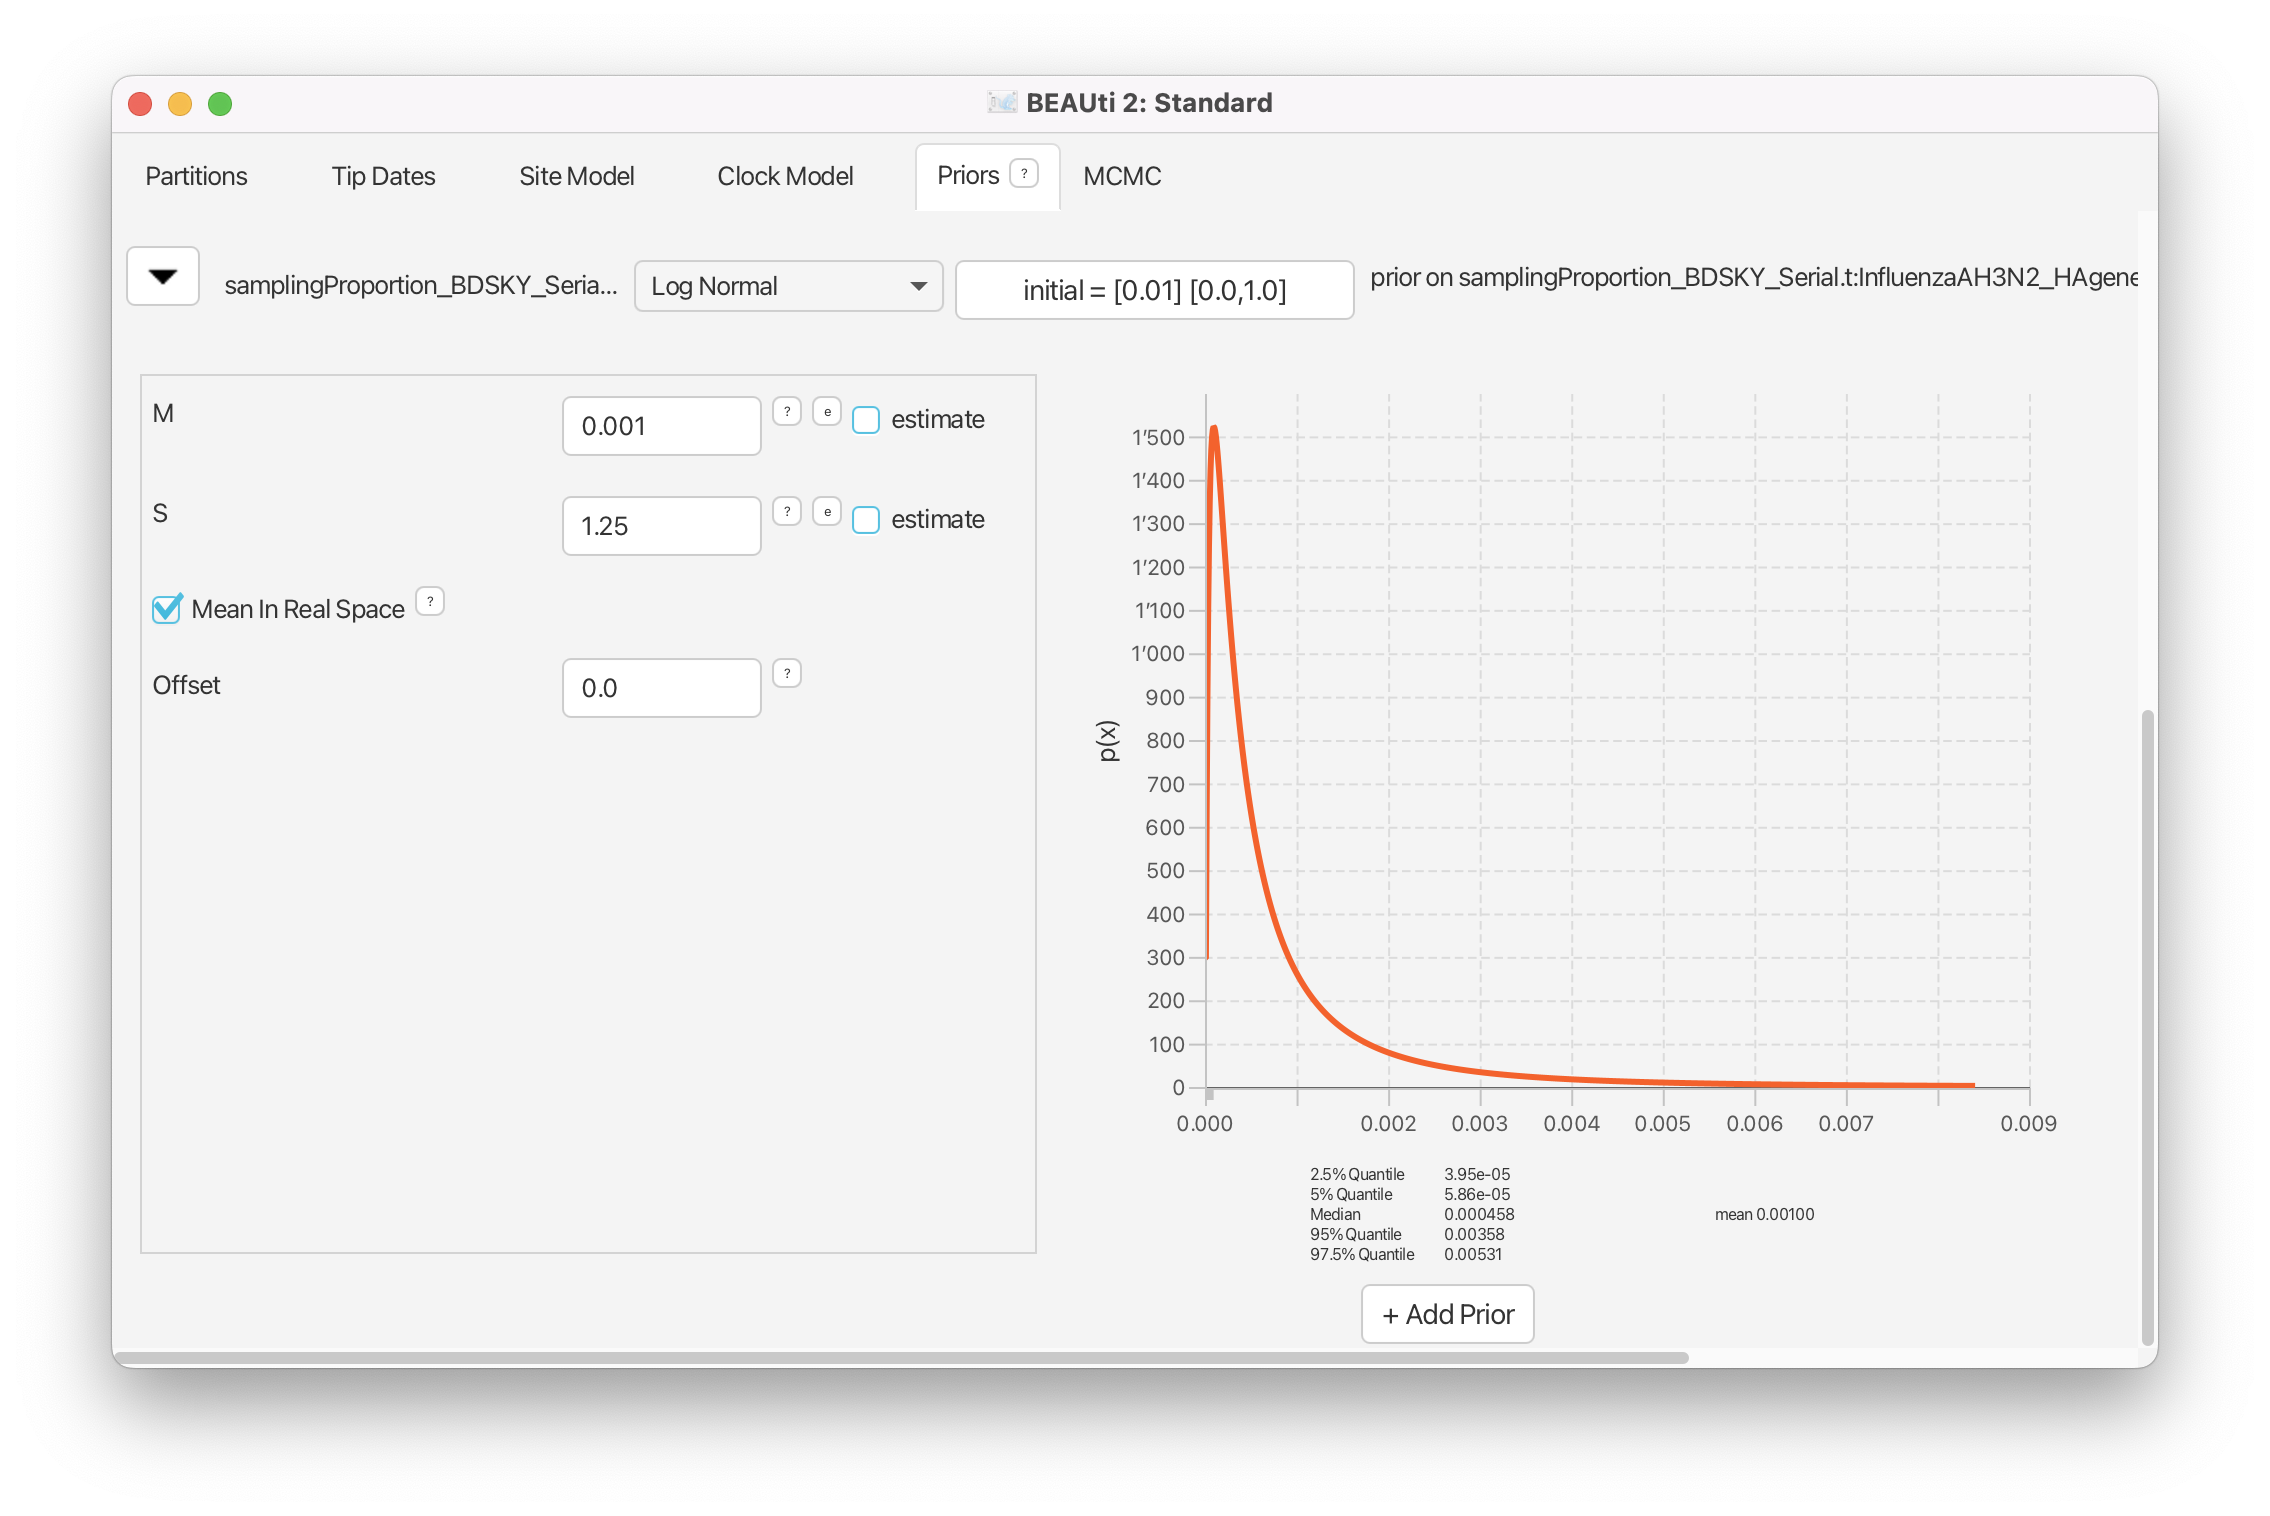 BEAUti 2: Standard
Partitions Tip Dates Site Model Clock Model Priors ? MCMC
samplingProportion_BDSKY_Seria... Log Normal initial = [0.01] [0.0,1.0] prior on samplingProportion_BDSKY_Serial.t:InfluenzaAH3N2_HAgene
M 0.001 ? e estimate
S 1.25 ? e estimate
Mean In Real Space ?
Offset 0.0 ?
p(x)
1'500
1'400
1'300
1'200
1'100
1'000
900
800
700
600
500
400
300
200
100
0
0.000 0.002 0.003 0.004 0.005 0.006 0.007 0.009
2.5% Quantile 3.95e-05
5% Quantile 5.86e-05
Median 0.000458 mean 0.00100
95% Quantile 0.00358
97.5% Quantile 0.00531
+ Add Prior